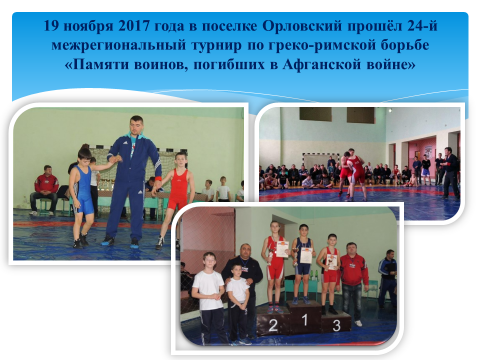 19 ноября 2017 года в поселке Орловский прошёл 24-й
межрегиональный турнир по греко-римской борьбе
«Памяти воинов, погибших в Афганской войне»
2 1 3